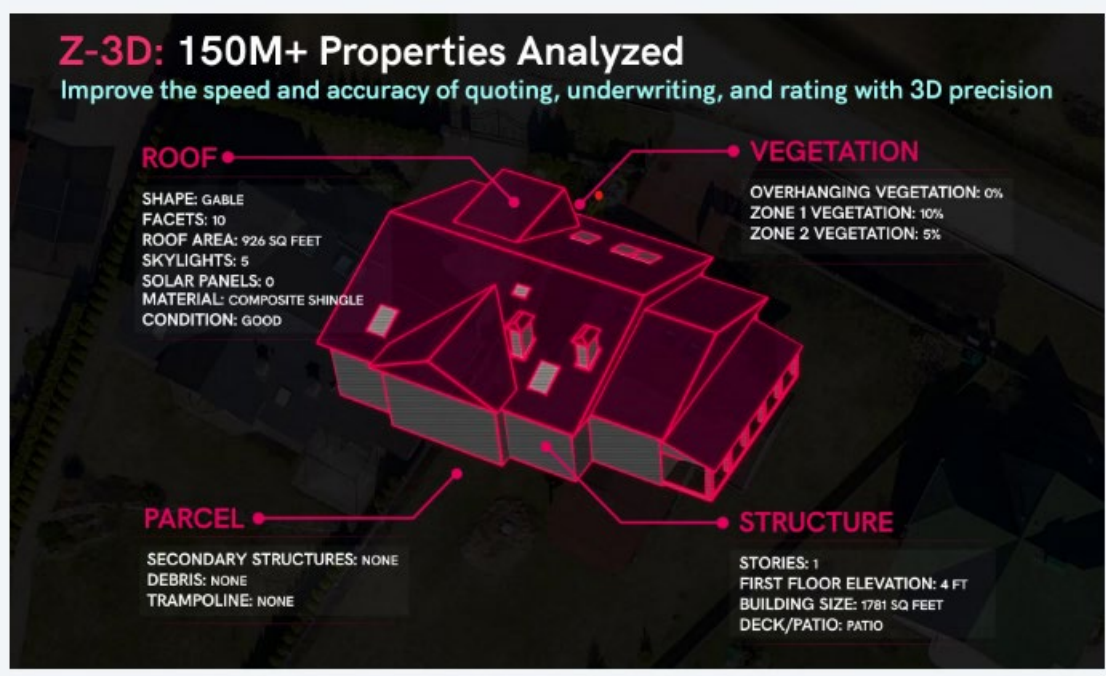 Z-3D: 150M+ Properties Analyzed
Improve the speed and accuracy of quoting, underwriting, and rating with 3D precision
ROOF
SHAPE: GABLE
FACETS: 10
ROOF AREA: 926 SQ FEET
SKYLIGHTS: 5
SOLAR PANELS: 0
MATERIAL: COMPOSITE SHINGLE
CONDITION: GOOD
VEGETATION
OVERHANGING VEGETATION: 0%
ZONE 1 VEGETATION: 10%
ZONE 2 VEGETATION: 5%
PARCEL
SECONDARY STRUCTURES: NONE
DEBRIS: NONE
TRAMPOLINE: NONE
STRUCTURE
STORIES: 1
FIRST FLOOR ELEVATION: 4 FT
BUILDING SIZE: 1781 SQ FEET
DECK/PATIO: PATIO